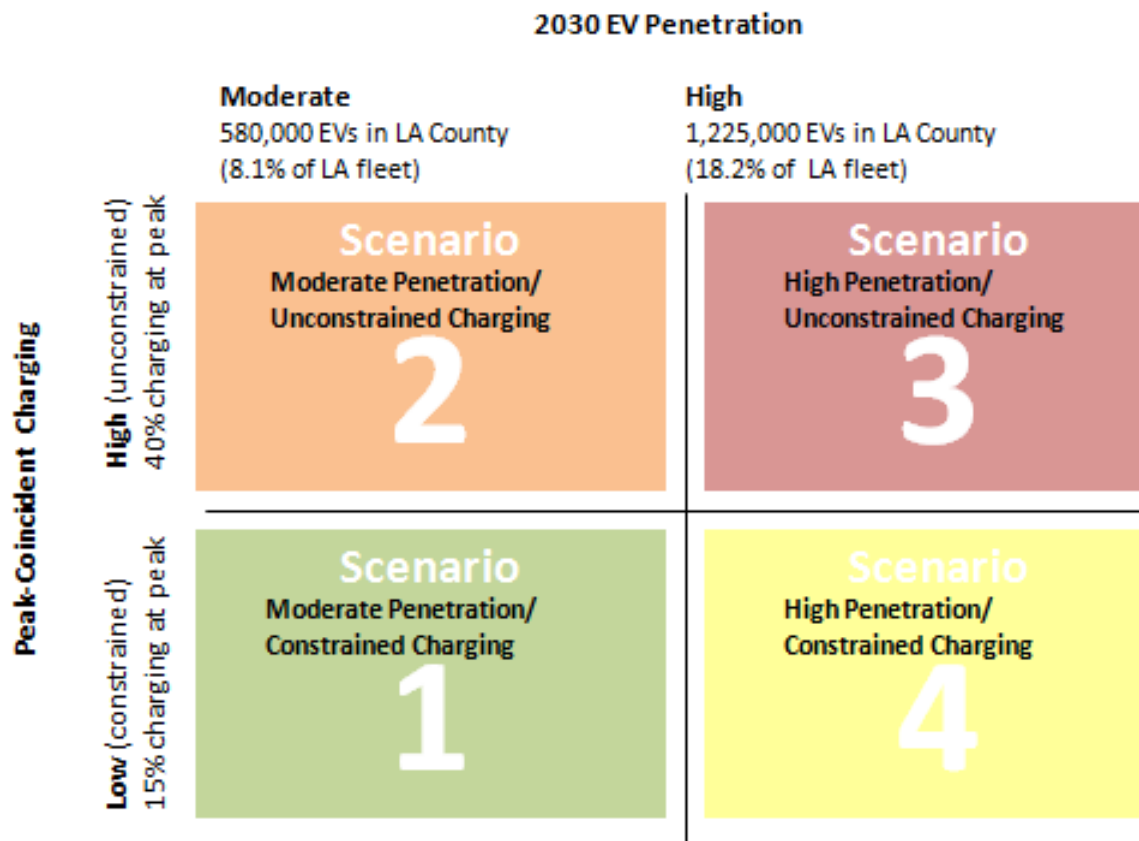 2030 EV Penetration
Moderate
580,000 EVs in LA County
(8.1% of LA fleet)
High
1,225,000 EVs in LA County
(18.2% of LA fleet)
Peak-Coincident Charging
High (unconstrained)
40% charging at peak
Scenario
Moderate Penetration/
Unconstrained Charging
2
Scenario
High Penetration/
Unconstrained Charging
3
Low (constrained)
15% charging at peak
Scenario
Moderate Penetration/
Constrained Charging
1
Scenario
High Penetration/
Constrained Charging
4